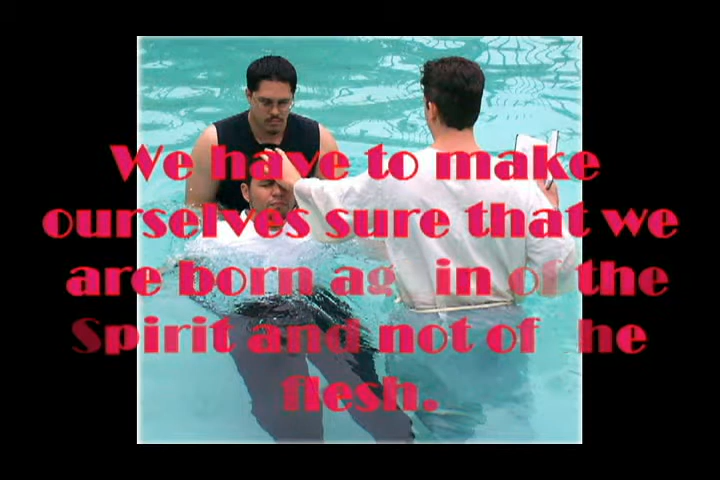 We have to make
ourselves sure that we
are born ag in of the
Spirit and not of he
flesh.